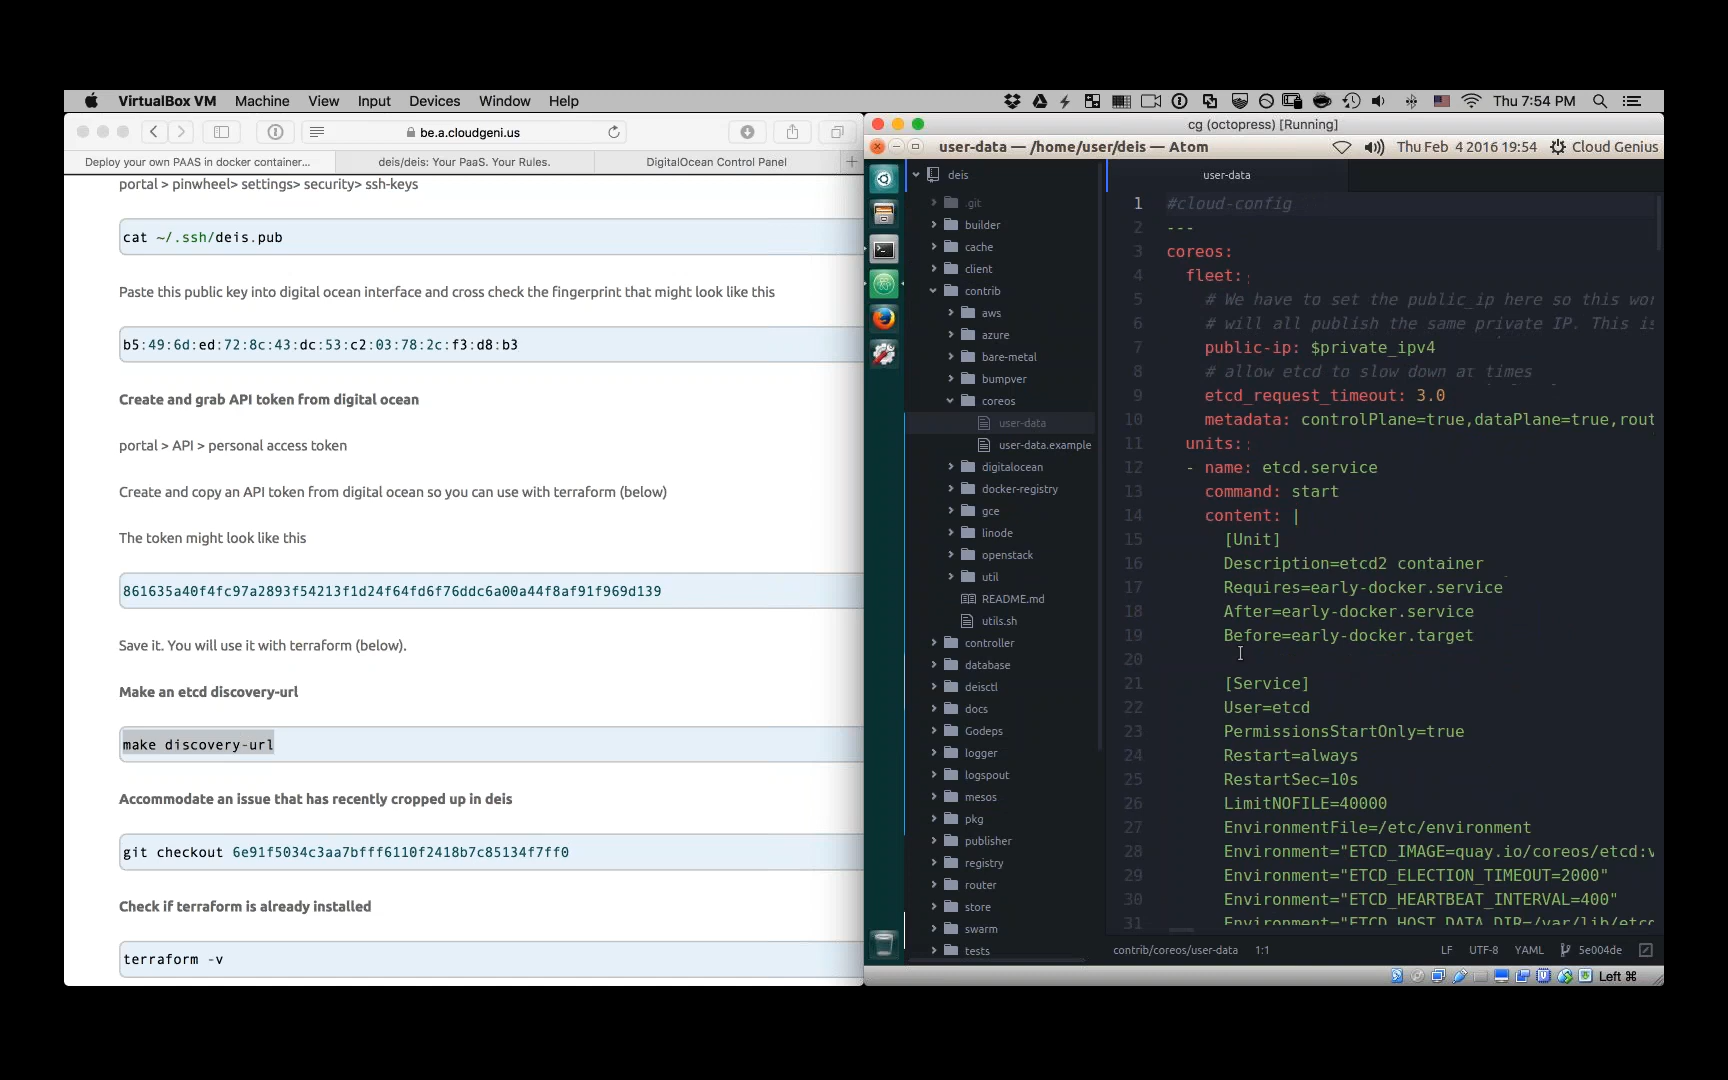 VirtualBox VM Machine View Input Devices Window Help
Thu 7:54 PM
be.a.cloudgeni.us
Deploy your own PAAS in docker container...
deis/deis: Your PaaS. Your Rules.
DigitalOcean Control Panel
portal > pinwheel> settings> security> ssh-keys
cat ~/.ssh/deis.pub
Paste this public key into digital ocean interface and cross check the fingerprint that might look like this
b5:49:6d:ed:72:8c:43:dc:53:c2:03:78:2c:f3:d8:b3
Create and grab API token from digital ocean
portal > API > personal access token
Create and copy an API token from digital ocean so you can use with terraform (below)
The token might look like this
861635a40f4fc97a2893f54213f1d24f64fd6f76ddc6a00a44f8af91f969d139
Save it. You will use it with terraform (below).
Make an etcd discovery-url
make discovery-url
Accommodate an issue that has recently cropped up in deis
git checkout 6e91f5034c3aa7bfff6110f2418b7c85134f7ff0
Check if terraform is already installed
terraform -v
cg (octopress) [Running]
user-data — /home/user/deis — Atom
Thu Feb 4 2016 19:54 Cloud Genius
deis
.git
builder
cache
client
contrib
aws
azure
bare-metal
bumpver
coreos
user-data
user-data.example
digitalocean
docker-registry
gce
linode
openstack
util
README.md
utils.sh
controller
database
deisctl
docs
Godeps
logger
logspout
mesos
pkg
publisher
registry
router
store
swarm
tests
user-data
1 #cloud-config
2 ---
3 coreos:
4 fleet:
5 # We have to set the public_ip here so this wor
6 # will all publish the same private IP. This is
7 public-ip: $private_ipv4
8 # allow etcd to slow down at times
9 etcd_request_timeout: 3.0
10 metadata: controlPlane=true,dataPlane=true,rout
11 units:
12 - name: etcd.service
13 command: start
14 content: |
15 [Unit]
16 Description=etcd2 container
17 Requires=early-docker.service
18 After=early-docker.service
19 Before=early-docker.target
20
21 [Service]
22 User=etcd
23 PermissionsStartOnly=true
24 Restart=always
25 RestartSec=10s
26 LimitNOFILE=40000
27 EnvironmentFile=/etc/environment
28 Environment="ETCD_IMAGE=quay.io/coreos/etcd:v
29 Environment="ETCD_ELECTION_TIMEOUT=2000"
30 Environment="ETCD_HEARTBEAT_INTERVAL=400"
31 Environment="ETCD_HOST_DATA_DIR=/var/lib/etcd
contrib/coreos/user-data 1:1
LF UTF-8 YAML 5e004de
Left ⌘